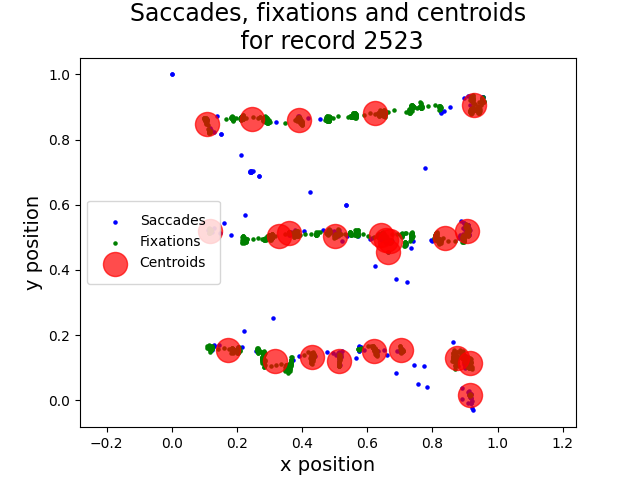 Saccades, fixations and centroids
for record 2523
1.0
0.8
0.6
0.4
0.2
0.0
y position
Saccades
Fixations
Centroids
−0.2
0.0
0.2
0.4
0.6
0.8
1.0
1.2
x position